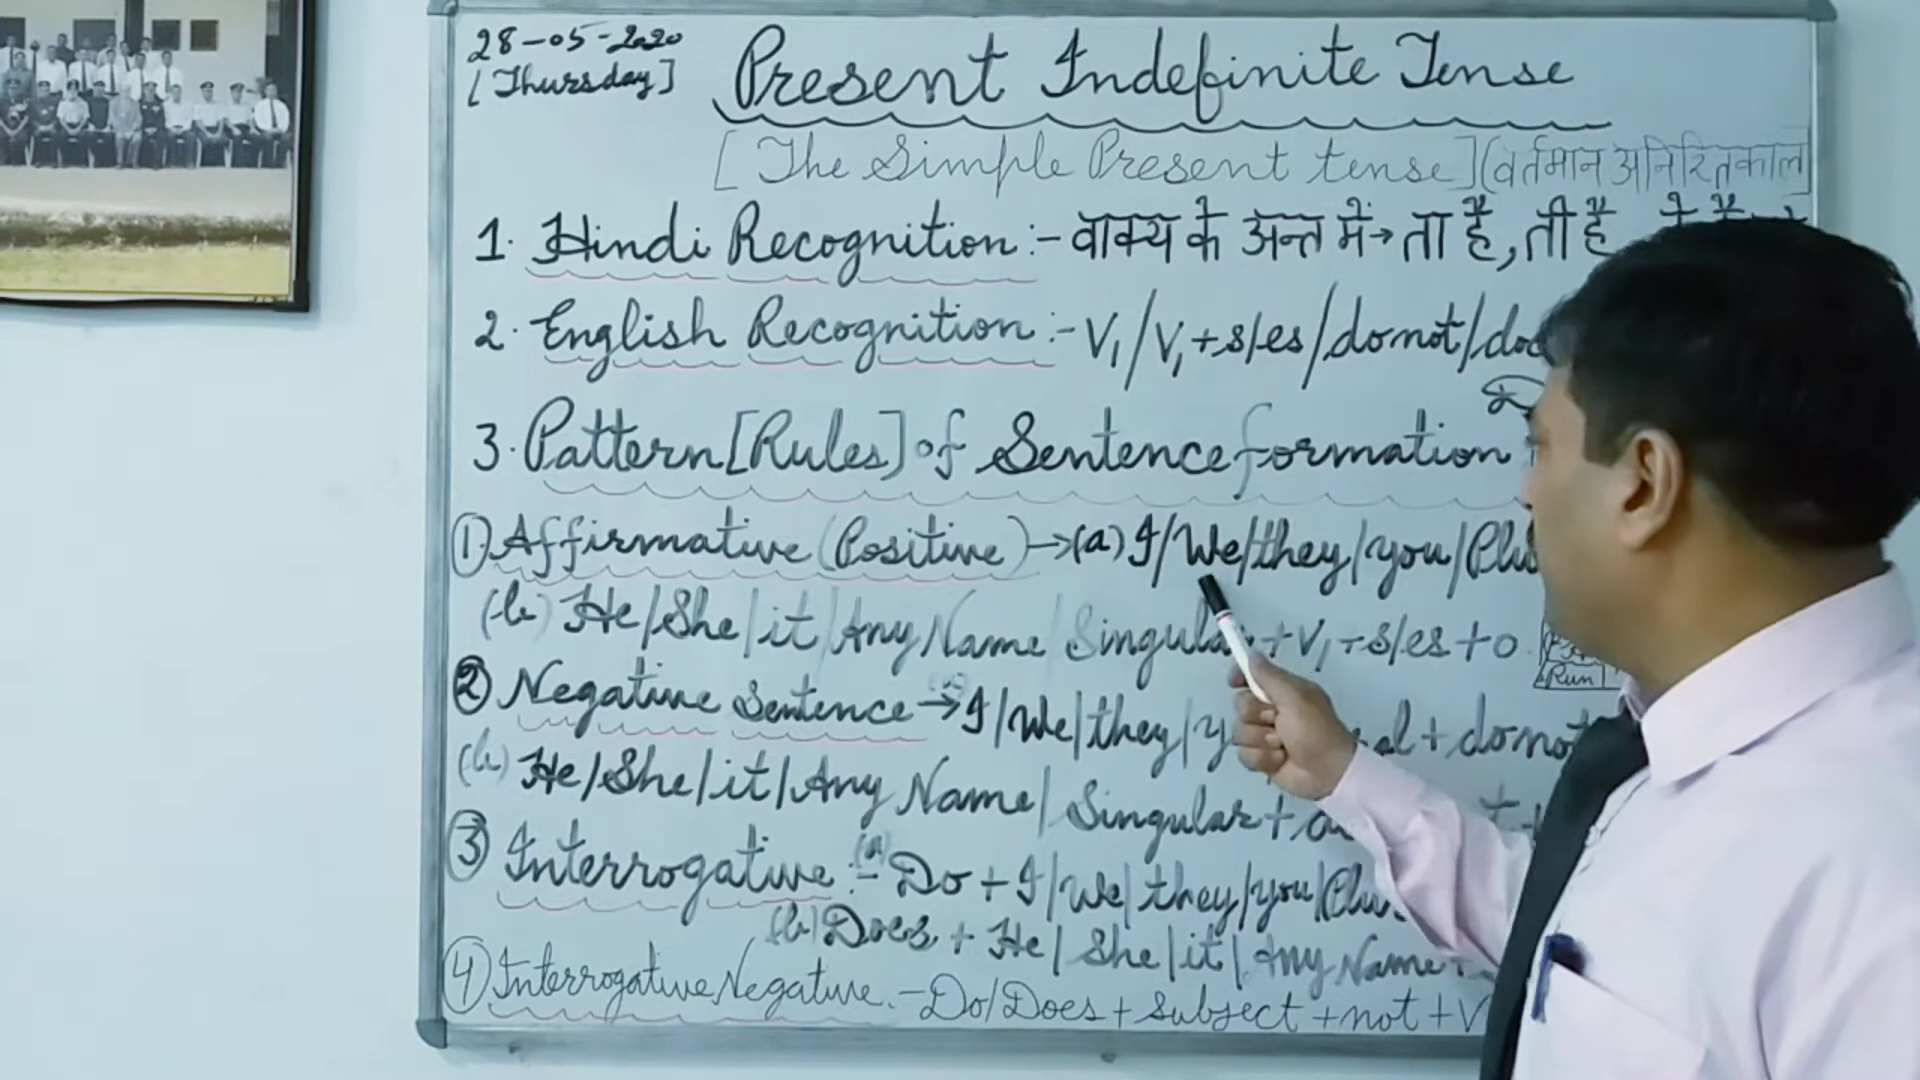 28-05-2020
[Thursday]
Present Indefinite Tense
[The Simple Present tense] (वर्तमान अनिरितकाल]
1. Hindi Recognition:- वाक्य के अन्त में→ ता है, ती है
2. English Recognition:- V1/V1+s/es/do not/
3. Pattern [Rules] of Sentence formation
① Affirmative (Positive) →(a) I/We/they/you/
(b) He/She/it/Any Name/Singular+V1+s/es+o
Run
② Negative Sentence →(a) I/We/they/ + do not
(b) He/She/it/Any Name/Singular+
③ Interrogative :- (a) Do + I/We/they/you/
(b) Does + He/She/it/Any Name+
④ Interrogative Negative. - Do/Does + Subject + not + V